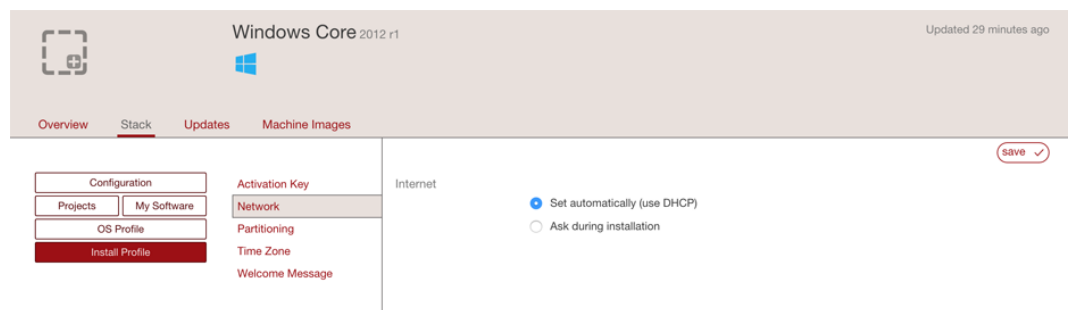 Windows Core 2012 r1
Updated 29 minutes ago
Overview Stack Updates Machine Images
save
Configuration
Projects My Software
OS Profile
Install Profile
Activation Key
Network
Partitioning
Time Zone
Welcome Message
Internet
Set automatically (use DHCP)
Ask during installation